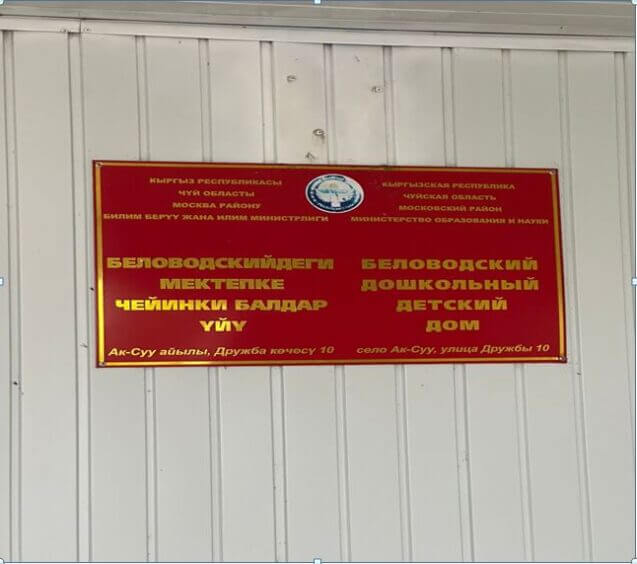 КЫРГЫЗ РЕСПУБЛИКАСЫ
ЧҮЙ ОБЛАСТЫ
МОСКВА РАЙОНУ
БИЛИМ БЕРҮҮ ЖАНА ИЛИМ МИНИСТРЛИГИ
БЕЛОВОДСКИЙДЕГИ
МЕКТЕПКЕ
ЧЕЙИНКИ БАЛДАР
ҮЙҮ
Ак-Суу айылы, Дружба көчөсү 10
КЫРГЫЗСКАЯ РЕСПУБЛИКА
ЧУЙСКАЯ ОБЛАСТЬ
МОСКОВСКИЙ РАЙОН
МИНИСТЕРСТВО ОБРАЗОВАНИЯ И НАУКИ
БЕЛОВОДСКИЙ
ДОШКОЛЬНЫЙ
ДЕТСКИЙ
ДОМ
село Ак-Суу, улица Дружбы 10